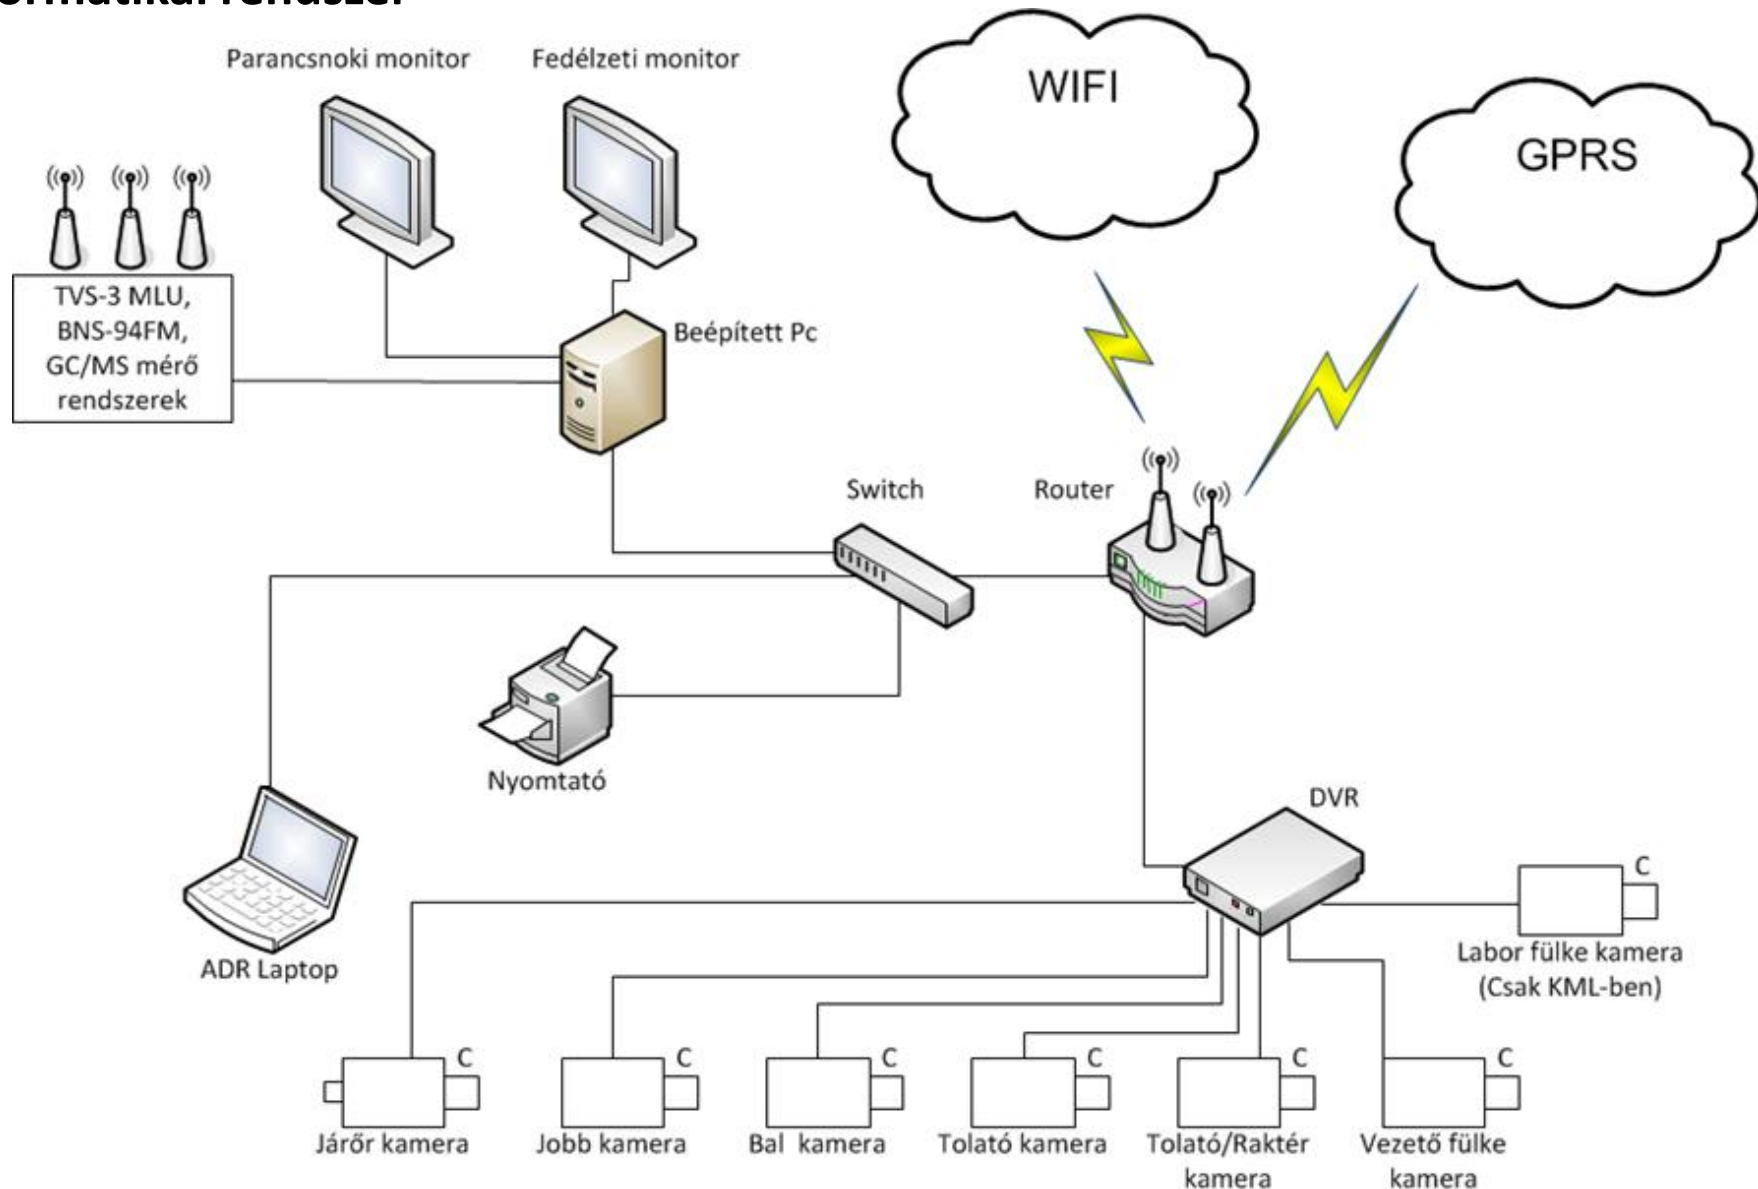 Parancsnoki monitor
Fedélzeti monitor
WIFI
GPRS
TVS-3 MLU,
BNS-94FM,
GC/MS mérő
rendszerek
Beépített Pc
Switch
Router
Nyomtató
DVR
ADR Laptop
C
Labor fülke kamera
(Csak KML-ben)
C
Járőr kamera
C
Jobb kamera
C
Bal kamera
C
Tolató kamera
C
Tolató/Raktér
kamera
C
Vezető fülke
kamera